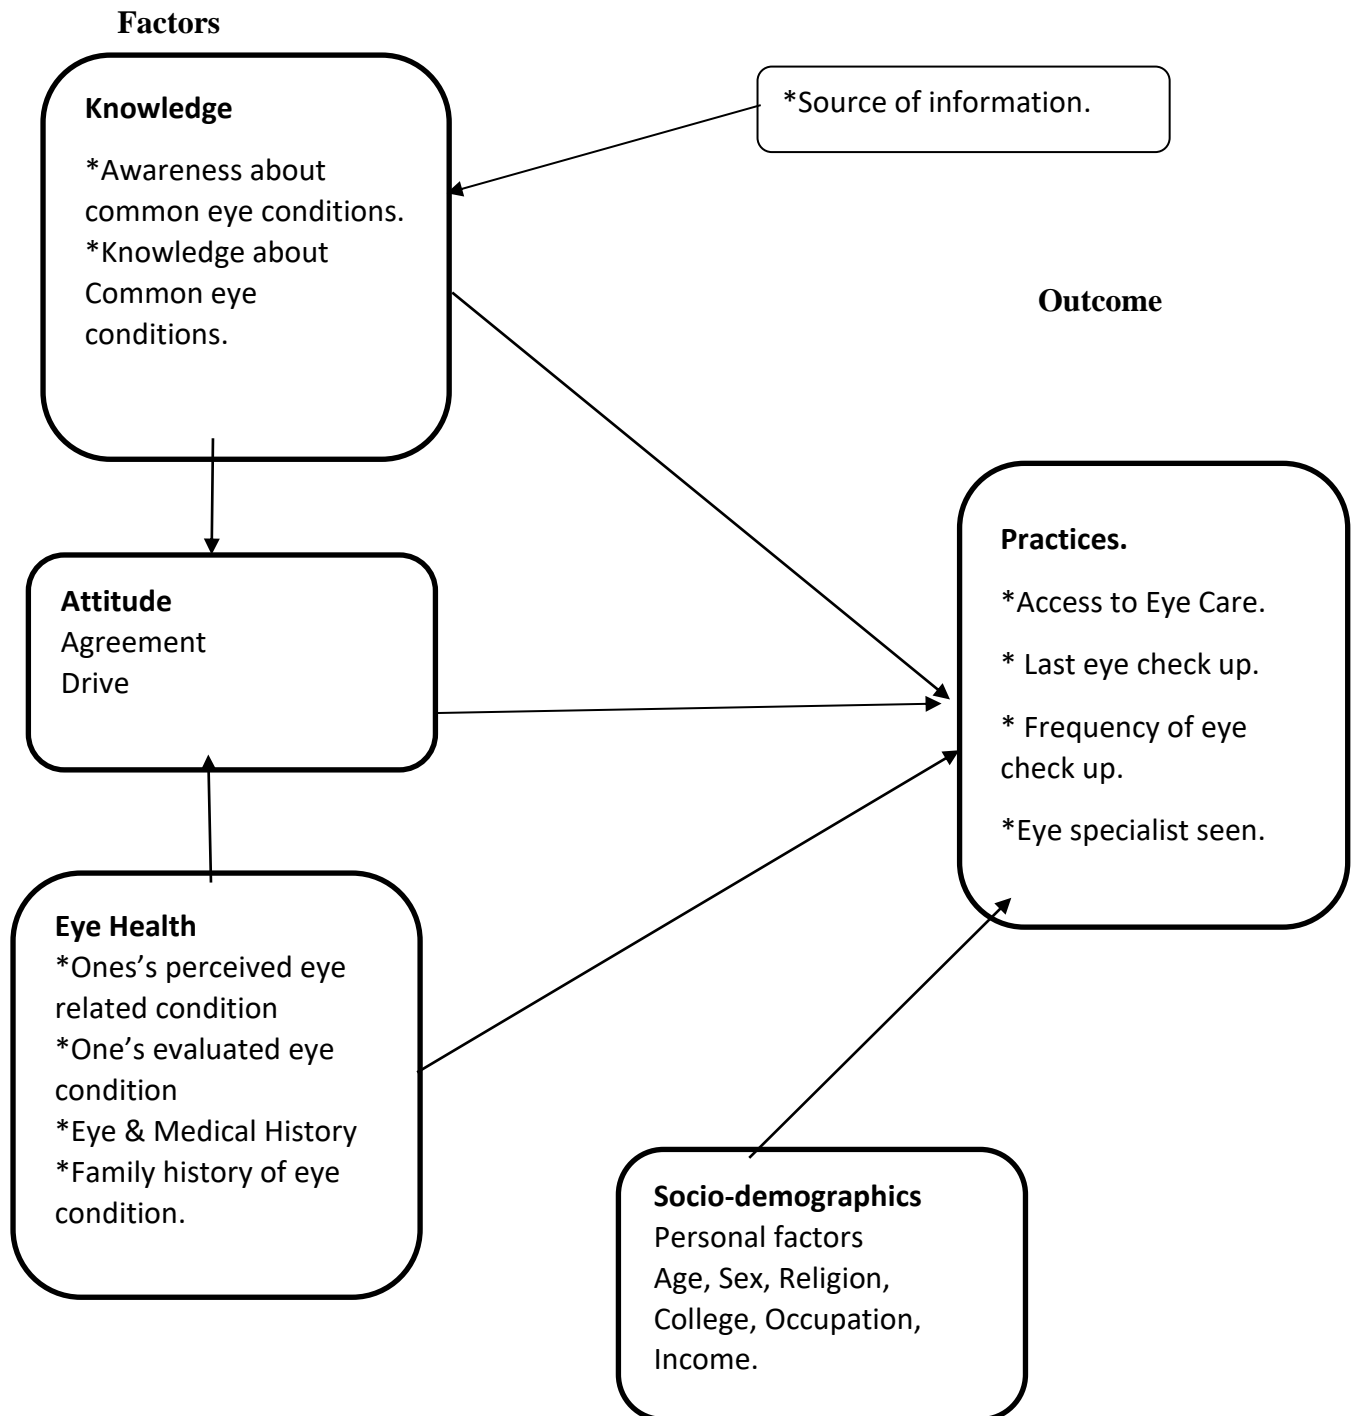 Factors
Knowledge
*Awareness about
common eye conditions.
*Knowledge about
Common eye
conditions.
*Source of information.
Outcome
Attitude
Agreement
Drive
Practices.
*Access to Eye Care.
* Last eye check up.
* Frequency of eye
check up.
*Eye specialist seen.
Eye Health
*Ones's perceived eye
related condition
*One's evaluated eye
condition
*Eye & Medical History
*Family history of eye
condition.
Socio-demographics
Personal factors
Age, Sex, Religion,
College, Occupation,
Income.